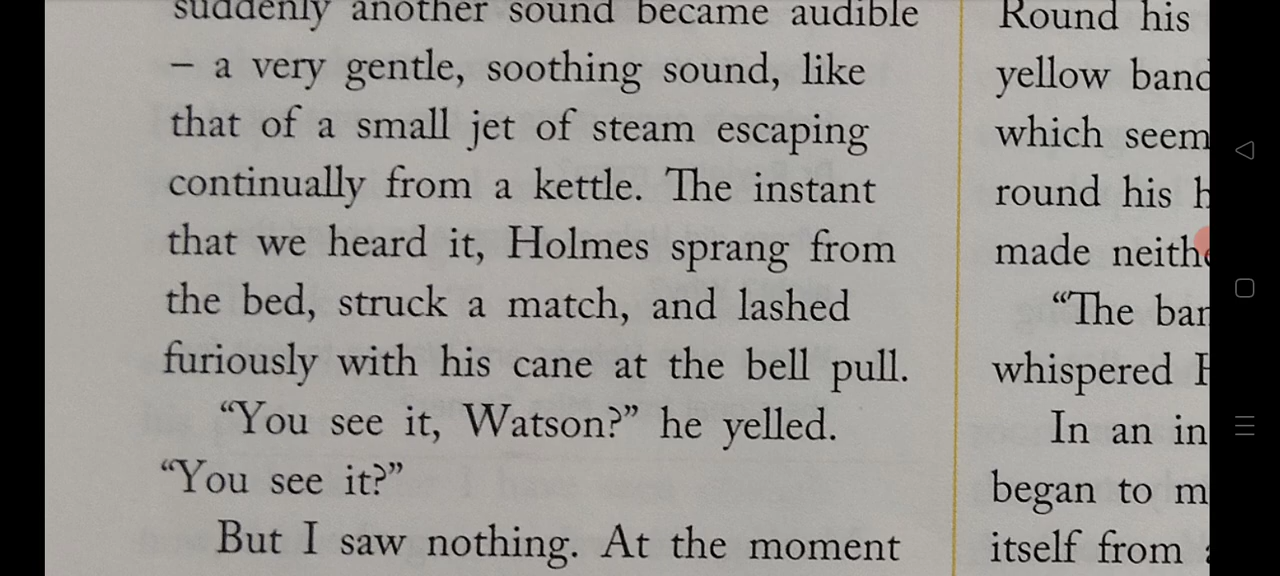 suddenly another sound became audible
– a very gentle, soothing sound, like
that of a small jet of steam escaping
continually from a kettle. The instant
that we heard it, Holmes sprang from
the bed, struck a match, and lashed
furiously with his cane at the bell pull.
“You see it, Watson?” he yelled.
“You see it?”
But I saw nothing. At the moment
Round his
yellow band
which seem
round his
made
“The
whispered
In an
began to
itself from